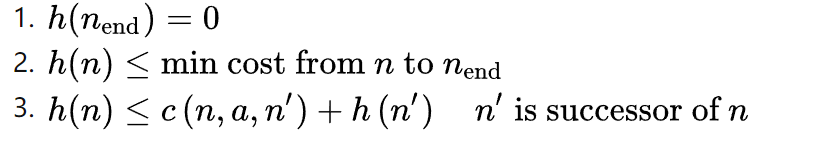 1. h(n_end) = 0
2. h(n) ≤ min cost from n to n_end
3. h(n) ≤ c(n, a, n′) + h(n′) n′ is successor of n